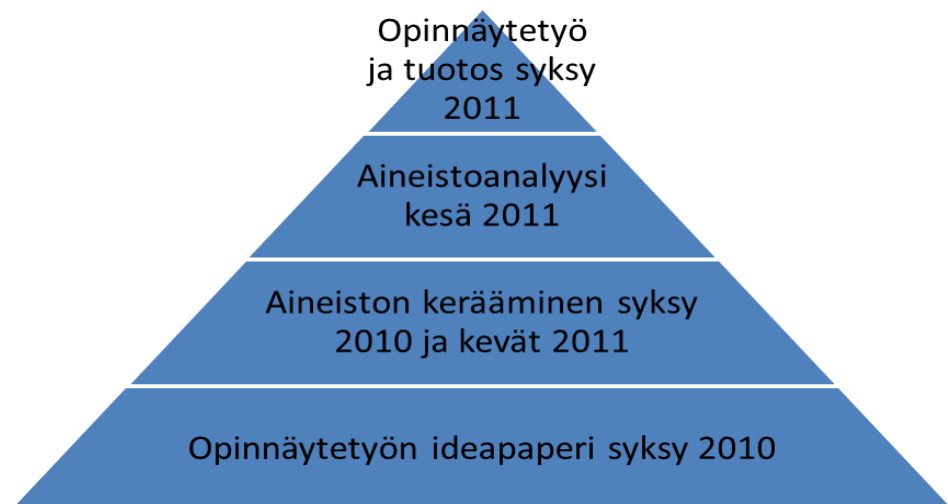 Opinnäytetyö
ja tuotos syksy
2011
Aineistoanalyysi
kesä 2011
Aineiston kerääminen syksy
2010 ja kevät 2011
Opinnäytetyön ideapaperi syksy 2010